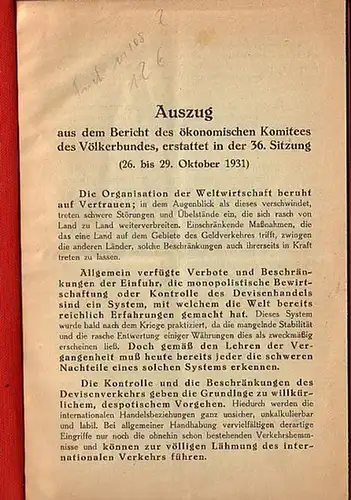 2
12 €
Auszug
aus dem Bericht des ökonomischen Komitees
des Völkerbundes, erstattet in der 36. Sitzung
(26. bis 29. Oktober 1931)
Die Organisation der Weltwirtschaft beruht
auf Vertrauen; in dem Augenblick als dieses verschwindet,
treten schwere Störungen und Übelstände ein, die sich rasch von
Land zu Land weiterverbreiten. Einschränkende Maßnahmen, die
das eine Land auf dem Gebiete des Geldverkehres trifft, zwingen
die anderen Länder, solche Beschränkungen auch ihrerseits in Kraft
treten zu lassen.
Allgemein verfügte Verbote und Beschrän-
kungen der Einfuhr, die monopolistische Bewirt-
schaftung oder Kontrolle des Devisenhandels
sind ein System, mit welchem die Welt bereits
reichlich Erfahrungen gemacht hat. Dieses System
wurde bald nach dem Kriege praktiziert, da die mangelnde Stabilität
und die rasche Entwertung einiger Währungen dies als zweckmäßig
erscheinen ließ. Doch gemäß den Lehren der Ver-
gangenheit muß heute bereits jeder die schweren
Nachteile eines solchen Systems erkennen.
Die Kontrolle und die Beschränkungen des
Devisenverkehrs geben die Grundlage zu willkür-
lichem, despotischem Vorgehen. Hiedurch werden die
internationalen Handelsbeziehungen ganz unsicher, unkalkulierbar
und labil. Bei allgemeiner Handhabung vervielfältigen derartige
Eingriffe nur noch die ohnehin schon bestehenden Verkehrshemm-
nisse und können zur völligen Lähmung des inter-
nationalen Verkehrs führen.